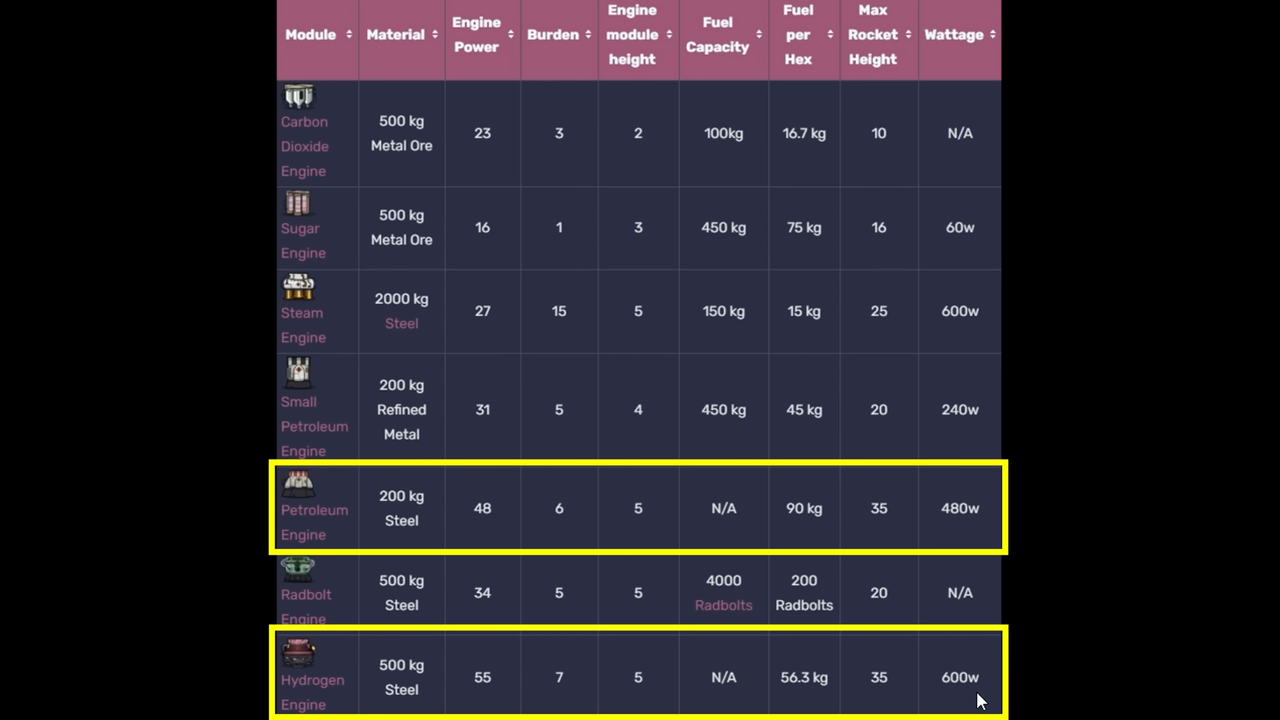 Module Material Engine Power Burden Engine module height Fuel Capacity Fuel per Hex Max Rocket Height Wattage
Carbon Dioxide Engine 500 kg Metal Ore 23 3 2 100kg 16.7 kg 10 N/A
Sugar Engine 500 kg Metal Ore 16 1 3 450 kg 75 kg 16 60w
Steam Engine 2000 kg Steel 27 15 5 150 kg 15 kg 25 600w
Small Petroleum Engine 200 kg Refined Metal 31 5 4 450 kg 45 kg 20 240w
Petroleum Engine 200 kg Steel 48 6 5 N/A 90 kg 35 480w
Radbolt Engine 500 kg Steel 34 5 5 4000 Radbolts 200 Radbolts 20 N/A
Hydrogen Engine 500 kg Steel 55 7 5 N/A 56.3 kg 35 600w